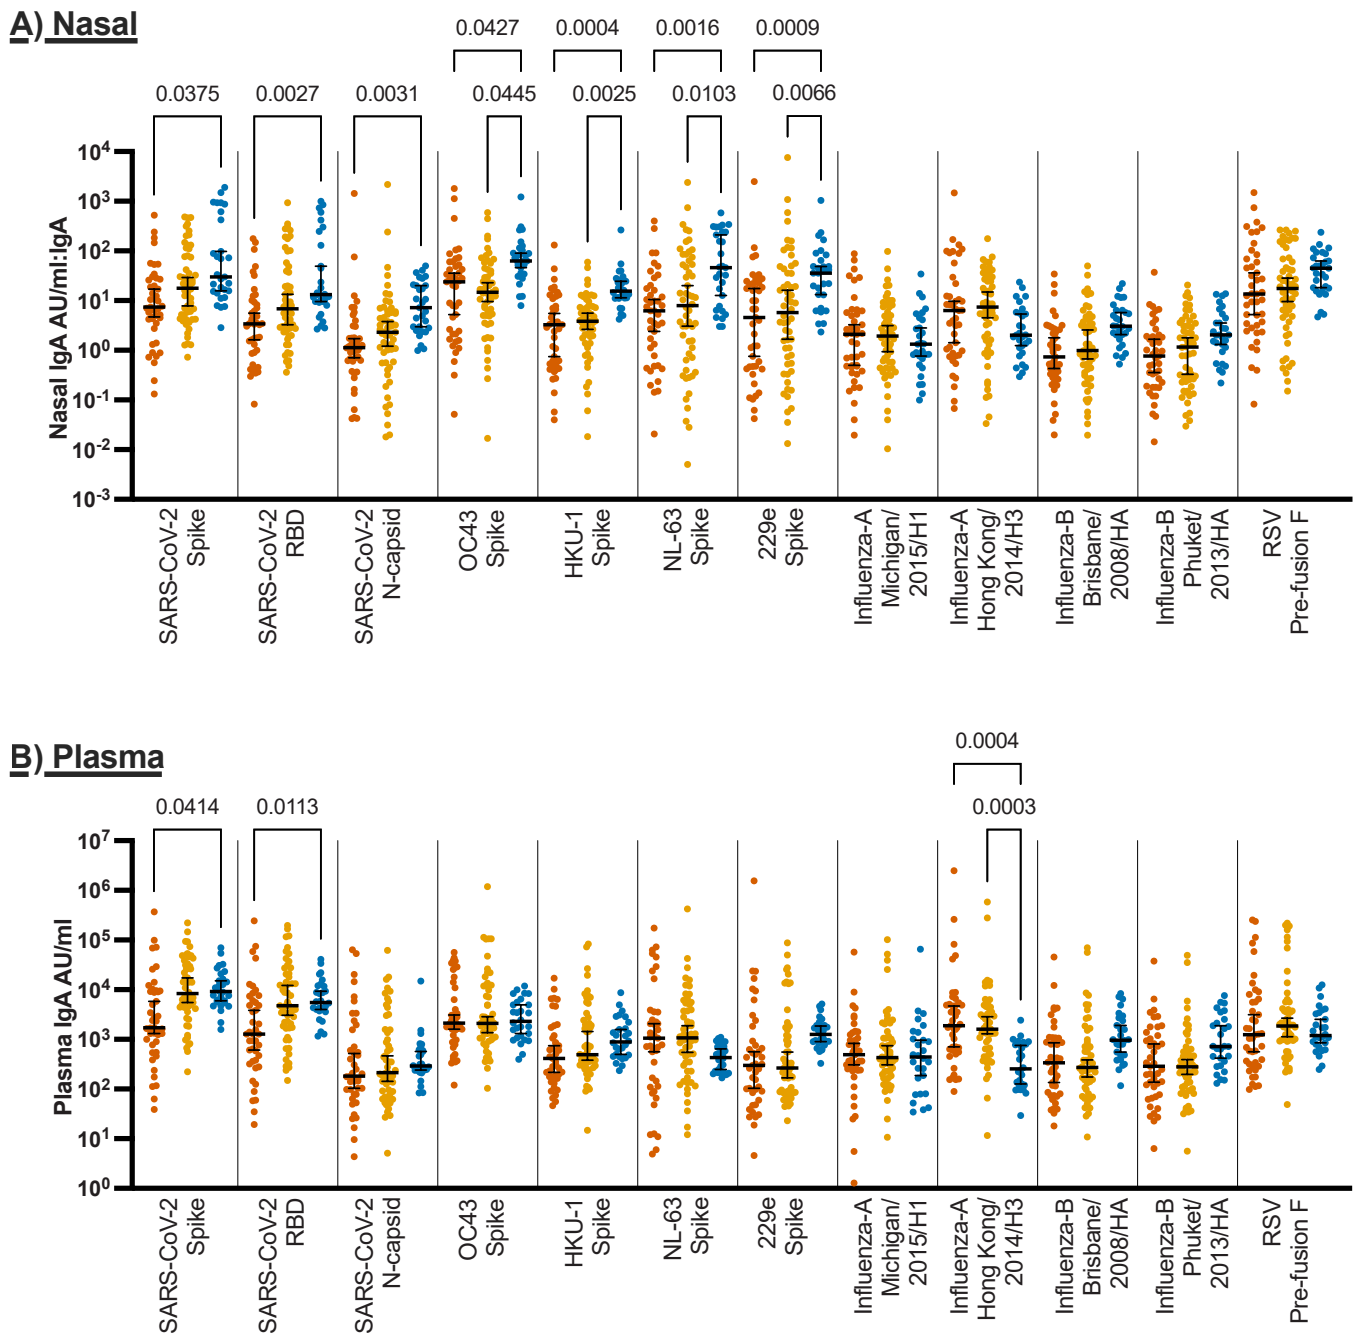 A) Nasal
0.0427
0.0004
0.0016
0.0009
0.0375
0.0027
0.0031
0.0445
0.0025
0.0103
0.0066
Nasal IgA AU/ml:IgA
10⁴
10³
10²
10¹
10⁰
10⁻¹
10⁻²
10⁻³
SARS-CoV-2
Spike
SARS-CoV-2
RBD
SARS-CoV-2
N-capsid
OC43
Spike
HKU-1
Spike
NL-63
Spike
229e
Spike
Influenza-A
Michigan/
2015/H1
Influenza-A
Hong Kong/
2014/H3
Influenza-B
Brisbane/
2008/HA
Influenza-B
Phuket/
2013/HA
RSV
Pre-fusion F
B) Plasma
0.0004
0.0414
0.0113
0.0003
Plasma IgA AU/ml
10⁷
10⁶
10⁵
10⁴
10³
10²
10¹
10⁰
SARS-CoV-2
Spike
SARS-CoV-2
RBD
SARS-CoV-2
N-capsid
OC43
Spike
HKU-1
Spike
NL-63
Spike
229e
Spike
Influenza-A
Michigan/
2015/H1
Influenza-A
Hong Kong/
2014/H3
Influenza-B
Brisbane/
2008/HA
Influenza-B
Phuket/
2013/HA
RSV
Pre-fusion F